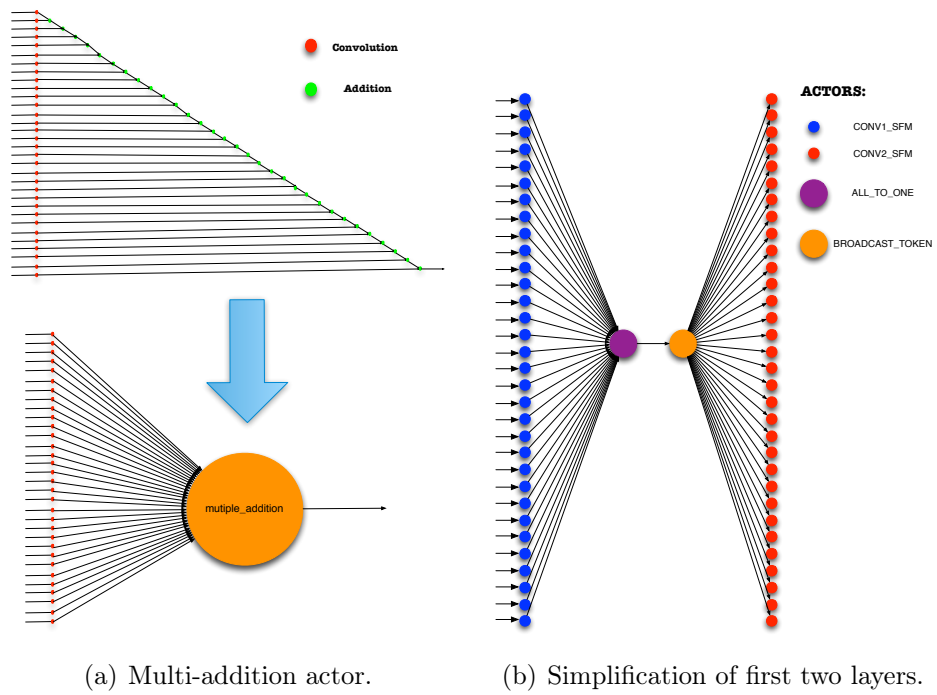 Convolution
Addition
mutiple_addition
ACTORS:
CONV1_SFM
CONV2_SFM
ALL_TO_ONE
BROADCAST_TOKEN
(a) Multi-addition actor.
(b) Simplification of first two layers.